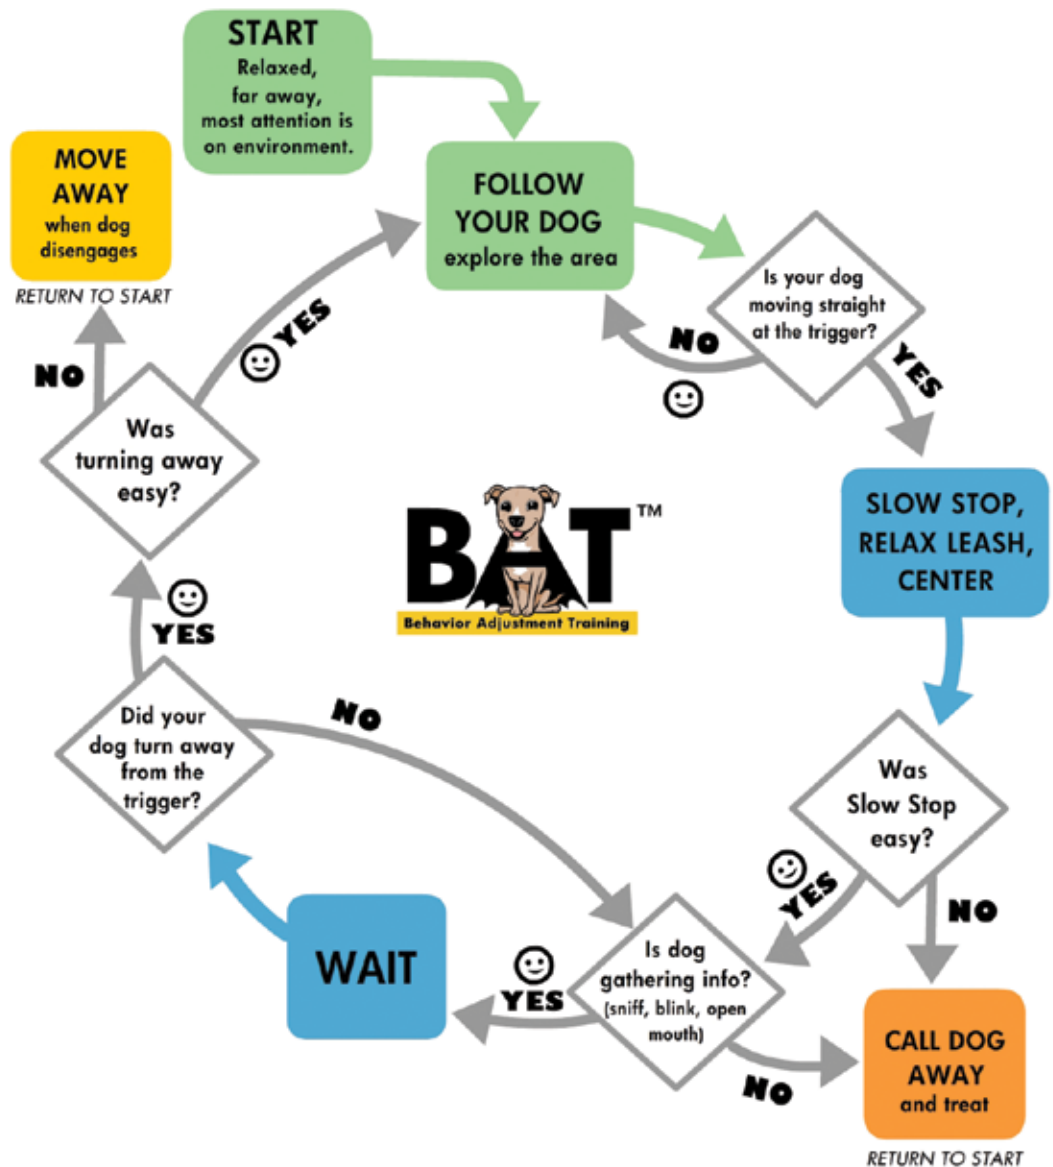 START
Relaxed,
far away,
most attention is
on environment.
FOLLOW
YOUR DOG
explore the area
Is your dog
moving straight
at the trigger?
NO
YES
SLOW STOP,
RELAX LEASH,
CENTER
Was
Slow Stop
easy?
YES
NO
CALL DOG
AWAY
and treat
RETURN TO START
Is dog
gathering info?
(sniff, blink, open
mouth)
NO
YES
WAIT
Did your
dog turn away
from the
trigger?
NO
YES
Was
turning away
easy?
YES
NO
MOVE
AWAY
when dog
disengages
RETURN TO START
BAT™
Behavior Adjustment Training